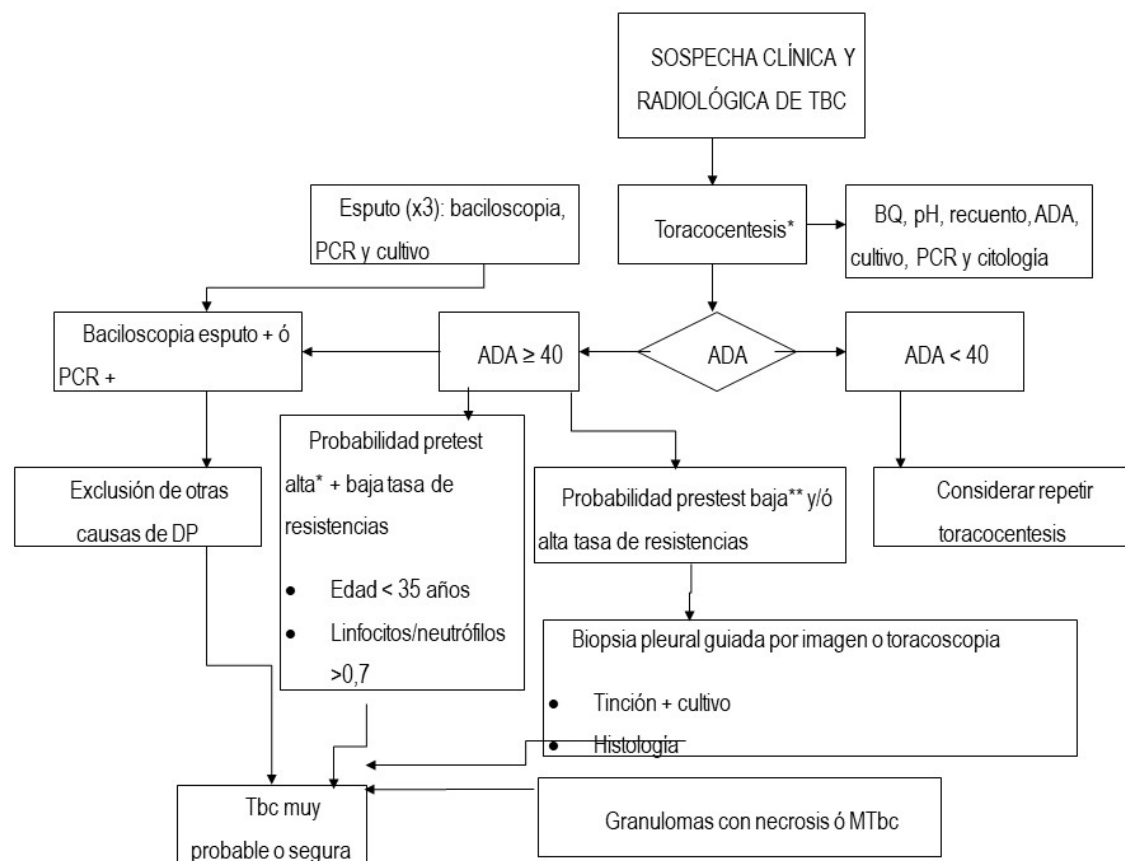 SOSPECHA CLÍNICA Y
RADIOLÓGICA DE TBC
Esputo (x3): baciloscopia,
PCR y cultivo
Toracocentesis*
BQ, pH, recuento, ADA,
cultivo, PCR y citología
Baciloscopia esputo + ó
PCR +
ADA ≥ 40
ADA
ADA < 40
Exclusión de otras
causas de DP
Probabilidad pretest
alta* + baja tasa de
resistencias
● Edad < 35 años
● Linfocitos/neutrófilos
>0,7
Probabilidad prestest baja** y/ó
alta tasa de resistencias
Considerar repetir
toracocentesis
Biopsia pleural guiada por imagen o toracoscopia
● Tinción + cultivo
● Histología
Tbc muy
probable o segura
Granulomas con necrosis ó MTbc